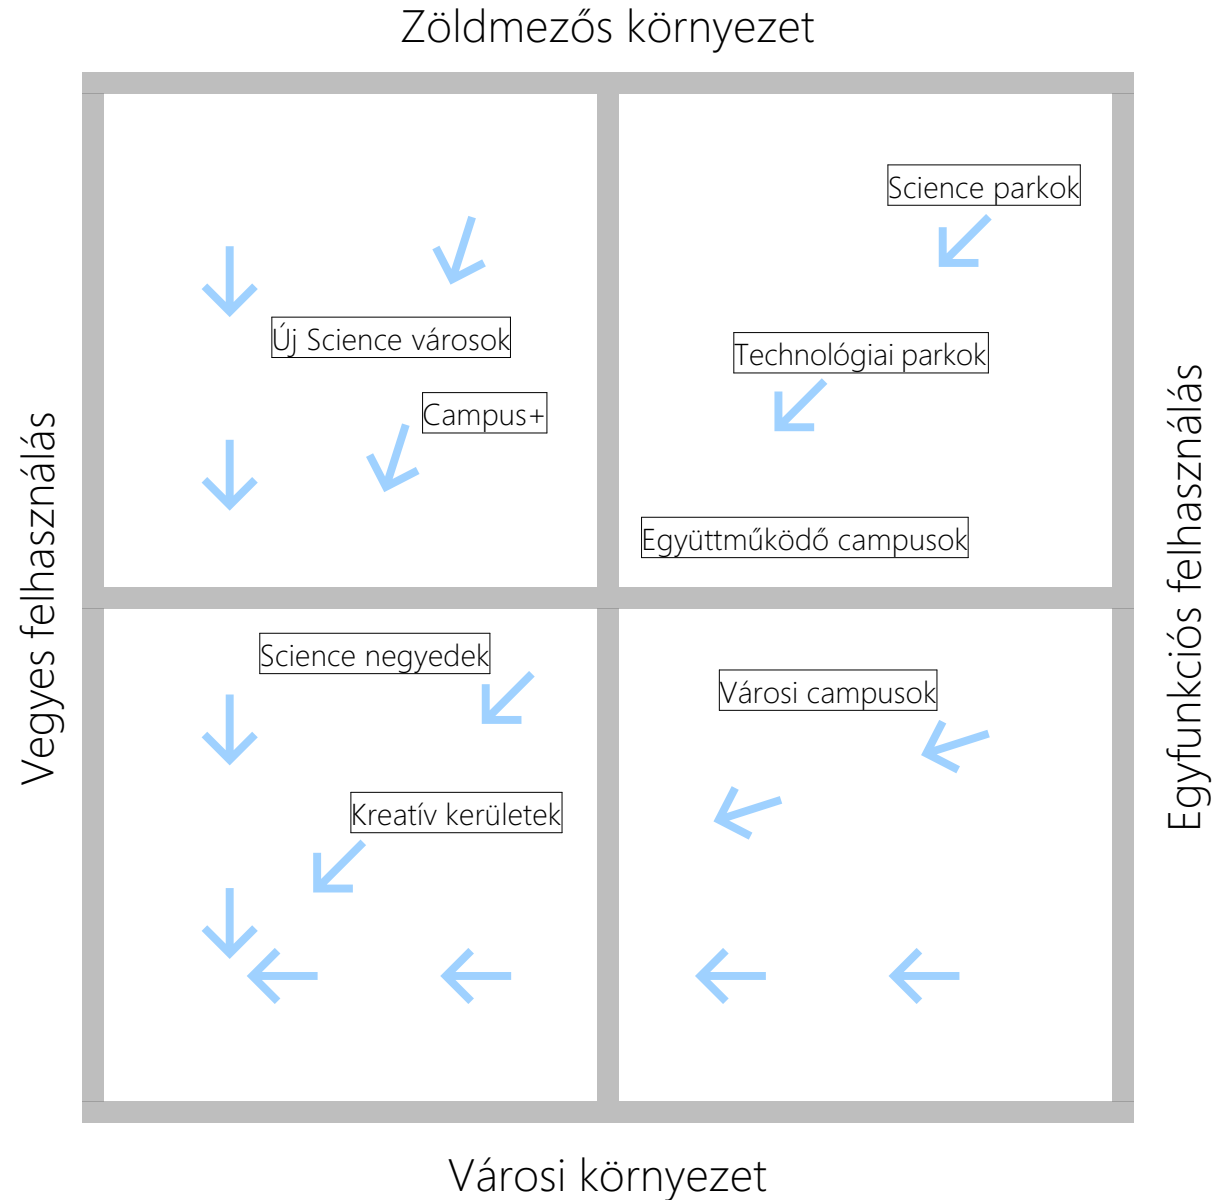 Zöldmezős környezet
Science parkok
Új Science városok
Technológiai parkok
Campus+
Együttműködő campusok
Vegyes felhasználás
Egyfunkciós felhasználás
Science negyedek
Városi campusok
Kreatív kerületek
Városi környezet